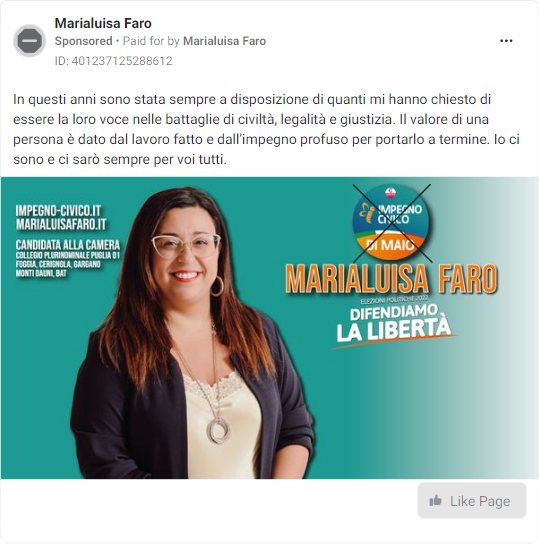 Marialuisa Faro
Sponsored • Paid for by Marialuisa Faro
ID: 401237125288612
In questi anni sono stata sempre a disposizione di quanti mi hanno chiesto di
essere la loro voce nelle battaglie di civiltà, legalità e giustizia. Il valore di una
persona è dato dal lavoro fatto e dall'impegno profuso per portarlo a termine. Io ci
sono e ci sarò sempre per voi tutti.
IMPEGNO-CIVICO.IT
MARIALUISAFARO.IT
CANDIDATA ALLA CAMERA
COLLEGIO PLURINOMINALE PUGLIA 01
FOGGIA, CERIGNOLA, GARGANO
MONTI DAUNI, BAT
IMPEGNO
CIVICO
DI MAIO
MARIALUISA FARO
ELEZIONI POLITICHE 2022
DIFENDIAMO
LA LIBERTÀ
Like Page